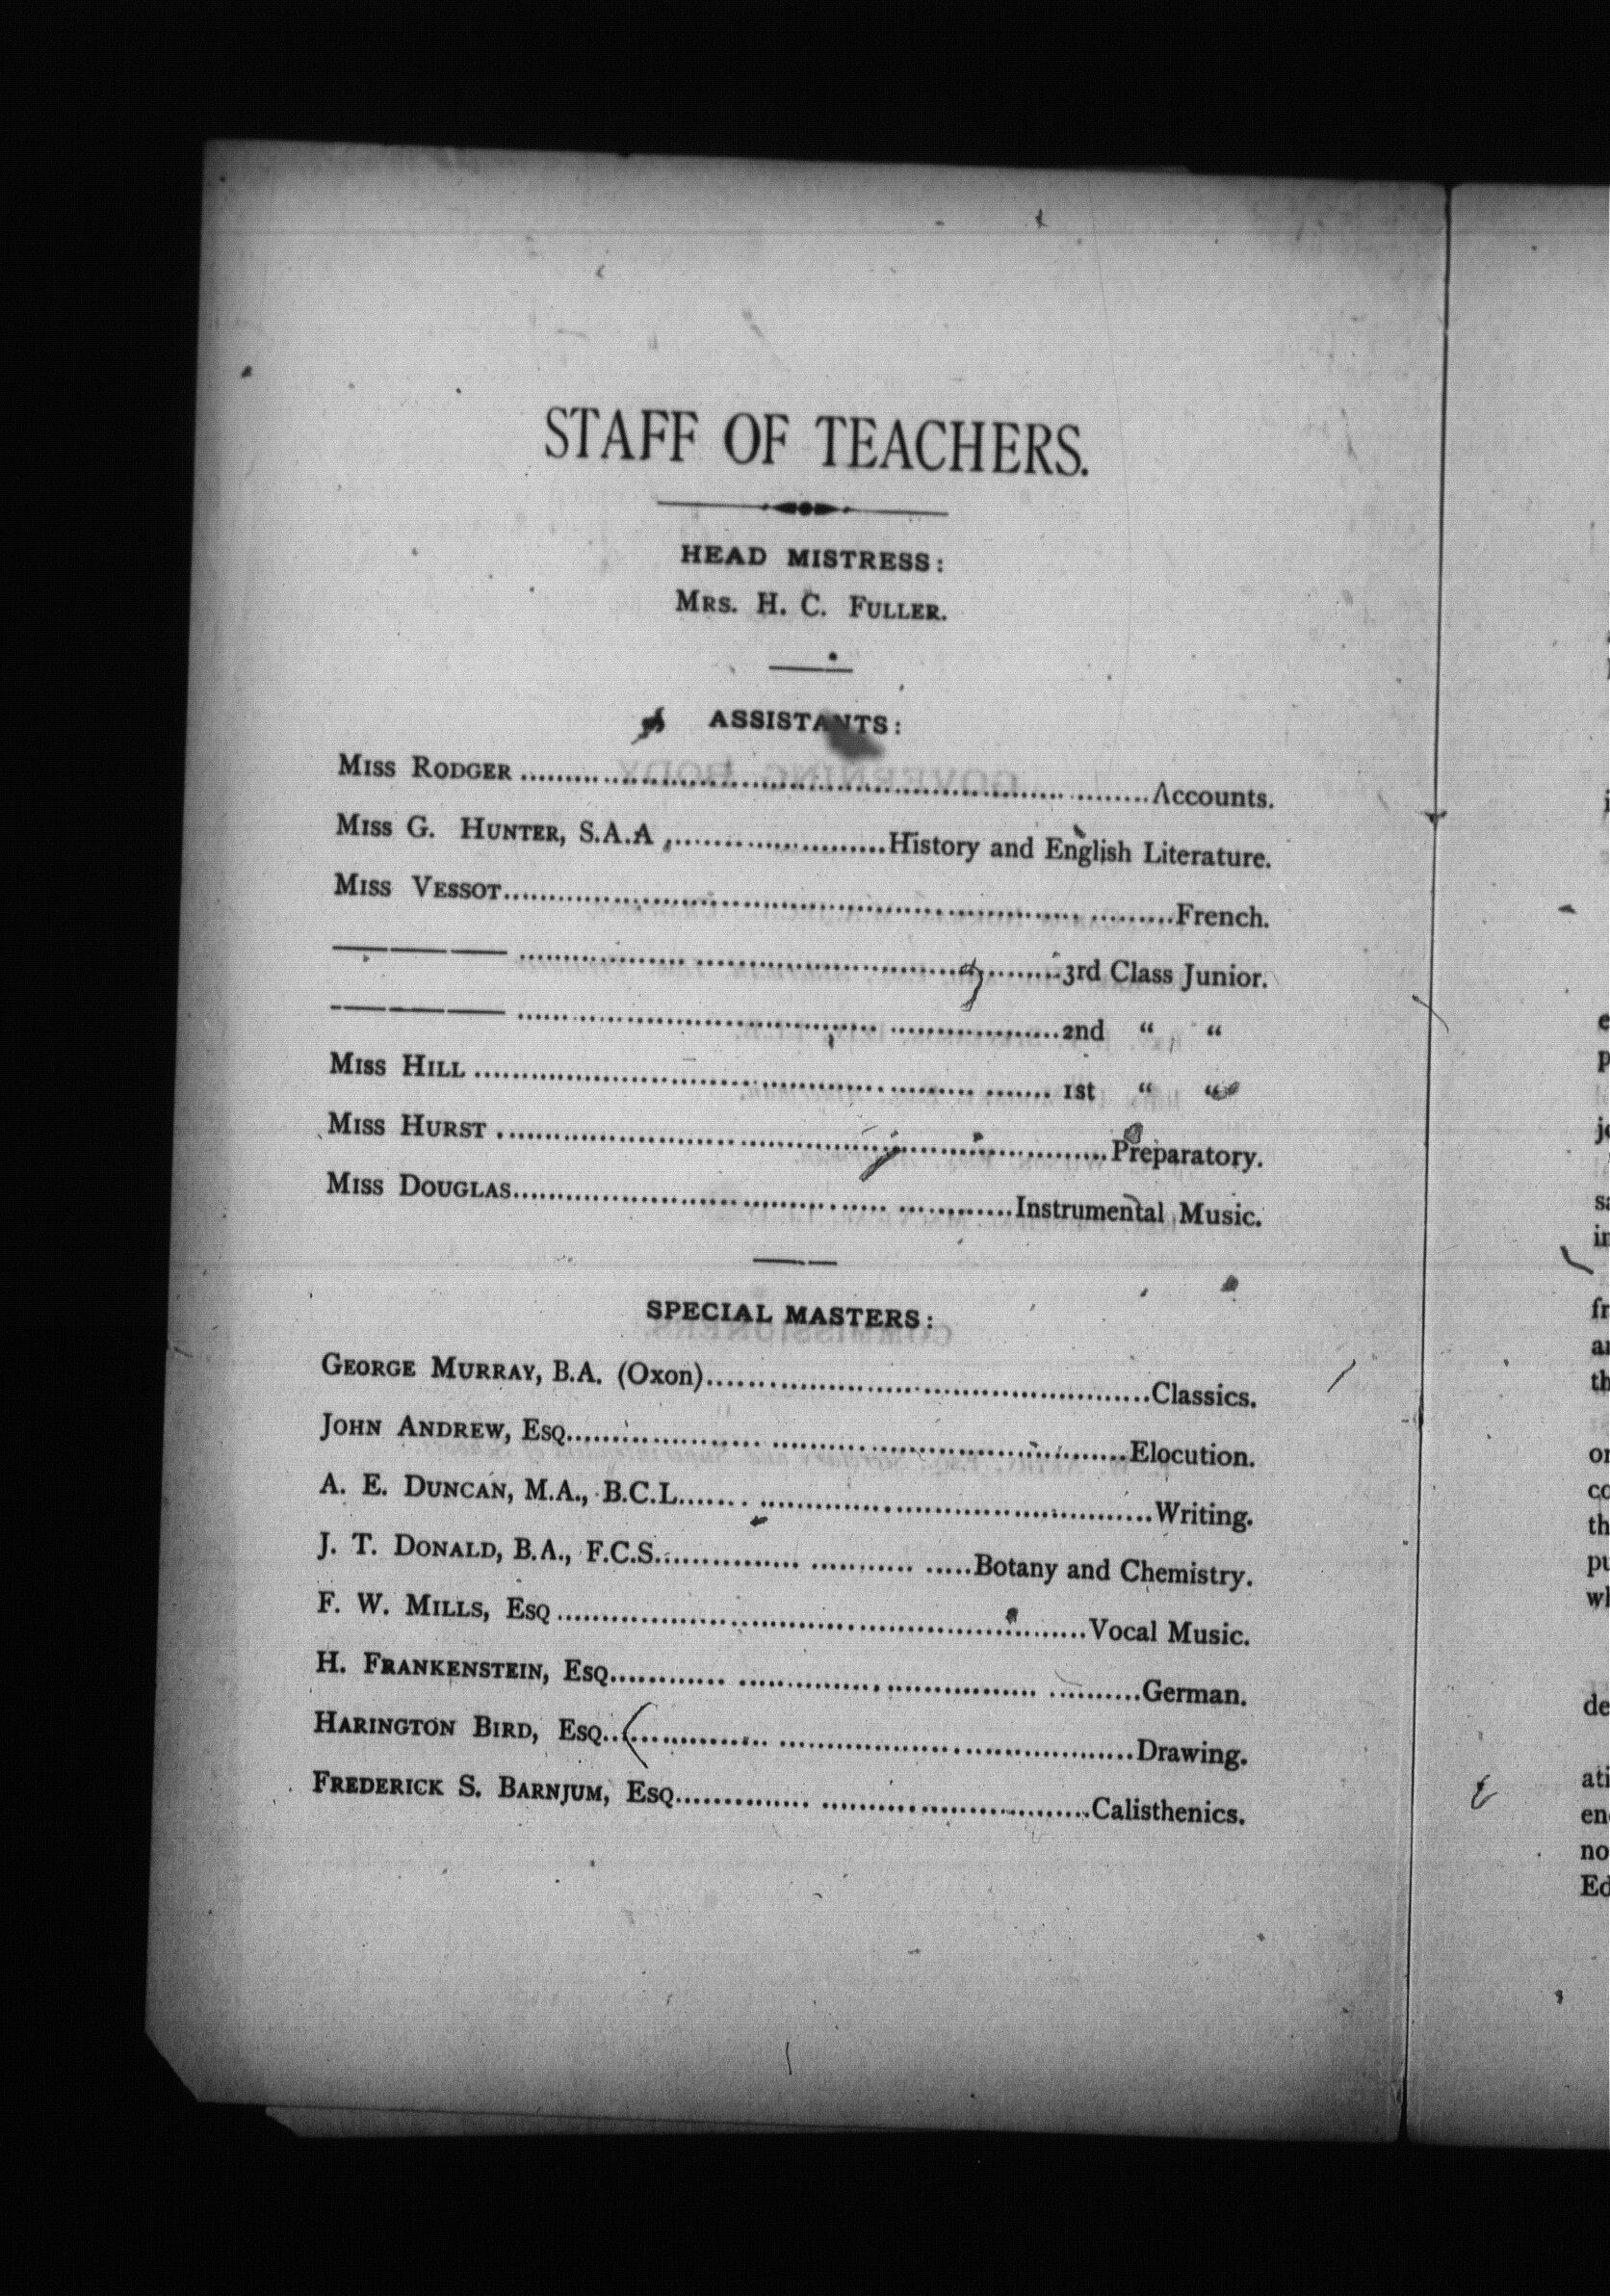 STAFF OF TEACHERS.
HEAD MISTRESS:
MRS. H. C. FULLER.
ASSISTANTS:
MISS RODGER ........ Accounts.
MISS G. HUNTER, S.A.A ........ History and English Literature.
MISS VESSOT ........ French.
——— ........ 3rd Class Junior.
——— ........ 2nd “ “
MISS HILL ........ 1st “ “
MISS HURST ........ Preparatory.
MISS DOUGLAS ........ Instrumental Music.
SPECIAL MASTERS:
GEORGE MURRAY, B.A. (Oxon) ........ Classics.
JOHN ANDREW, ESQ ........ Elocution.
A. E. DUNCAN, M.A., B.C.L ........ Writing.
J. T. DONALD, B.A., F.C.S ........ Botany and Chemistry.
F. W. MILLS, ESQ ........ Vocal Music.
H. FRANKENSTEIN, ESQ ........ German.
HARINGTON BIRD, ESQ ........ Drawing.
FREDERICK S. BARNJUM, ESQ ........ Calisthenics.